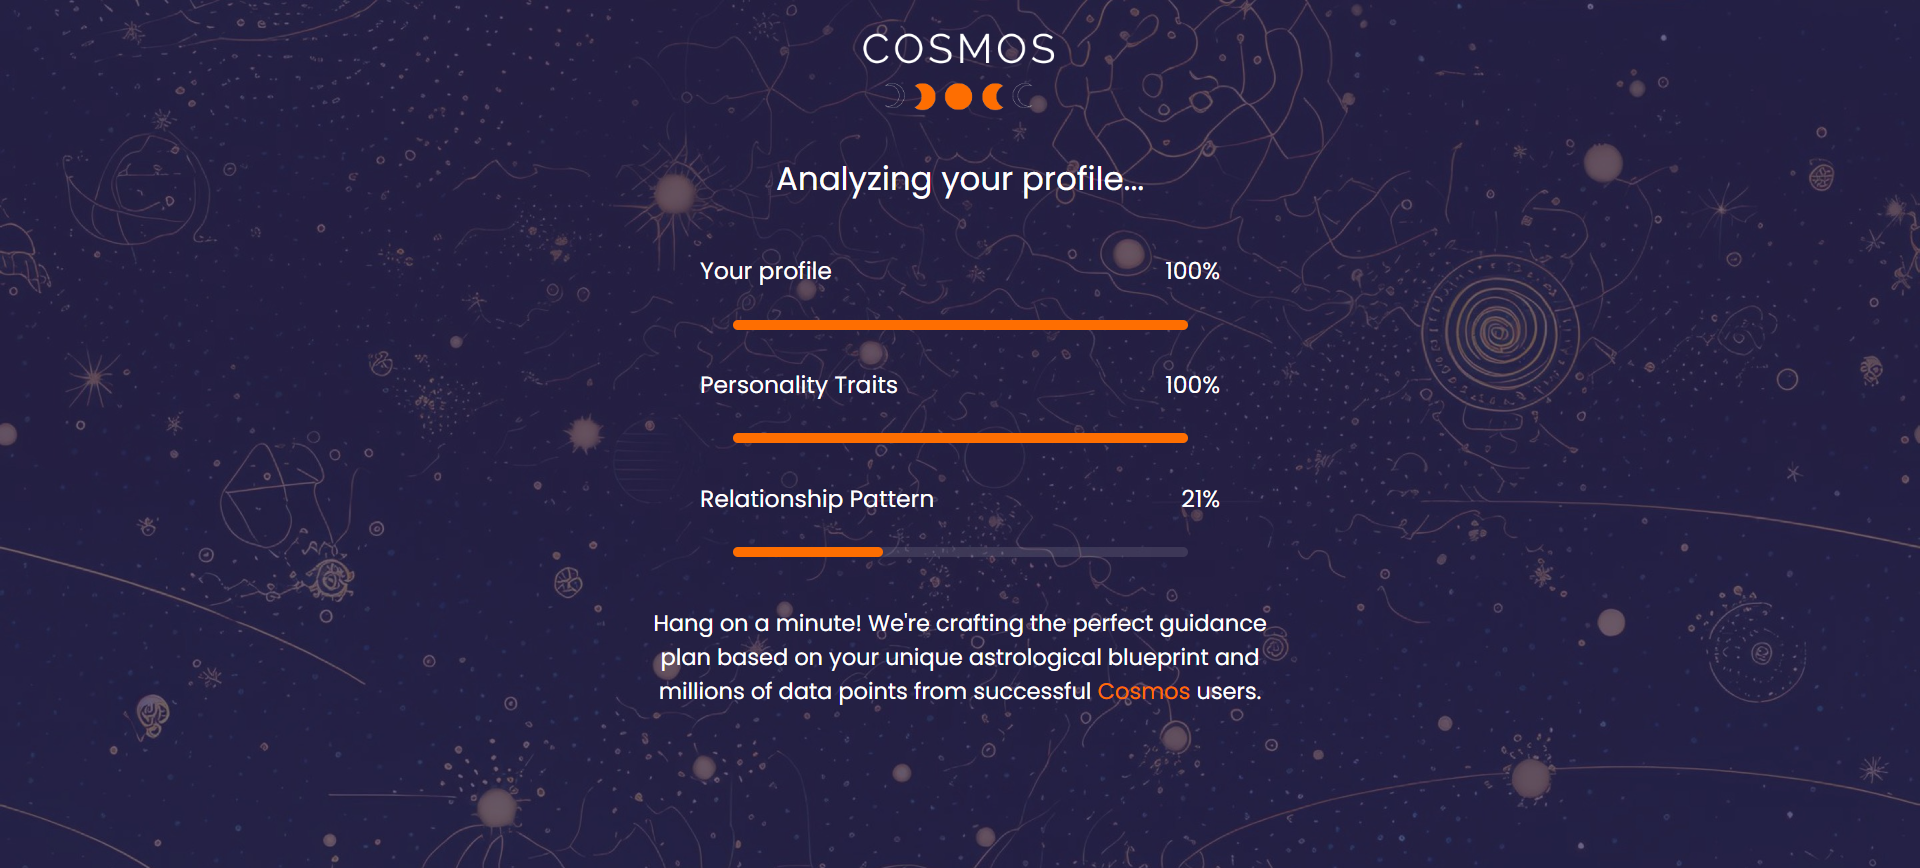 COSMOS
Analyzing your profile...
Your profile 100%
Personality Traits 100%
Relationship Pattern 21%
Hang on a minute! We're crafting the perfect guidance
plan based on your unique astrological blueprint and
millions of data points from successful Cosmos users.